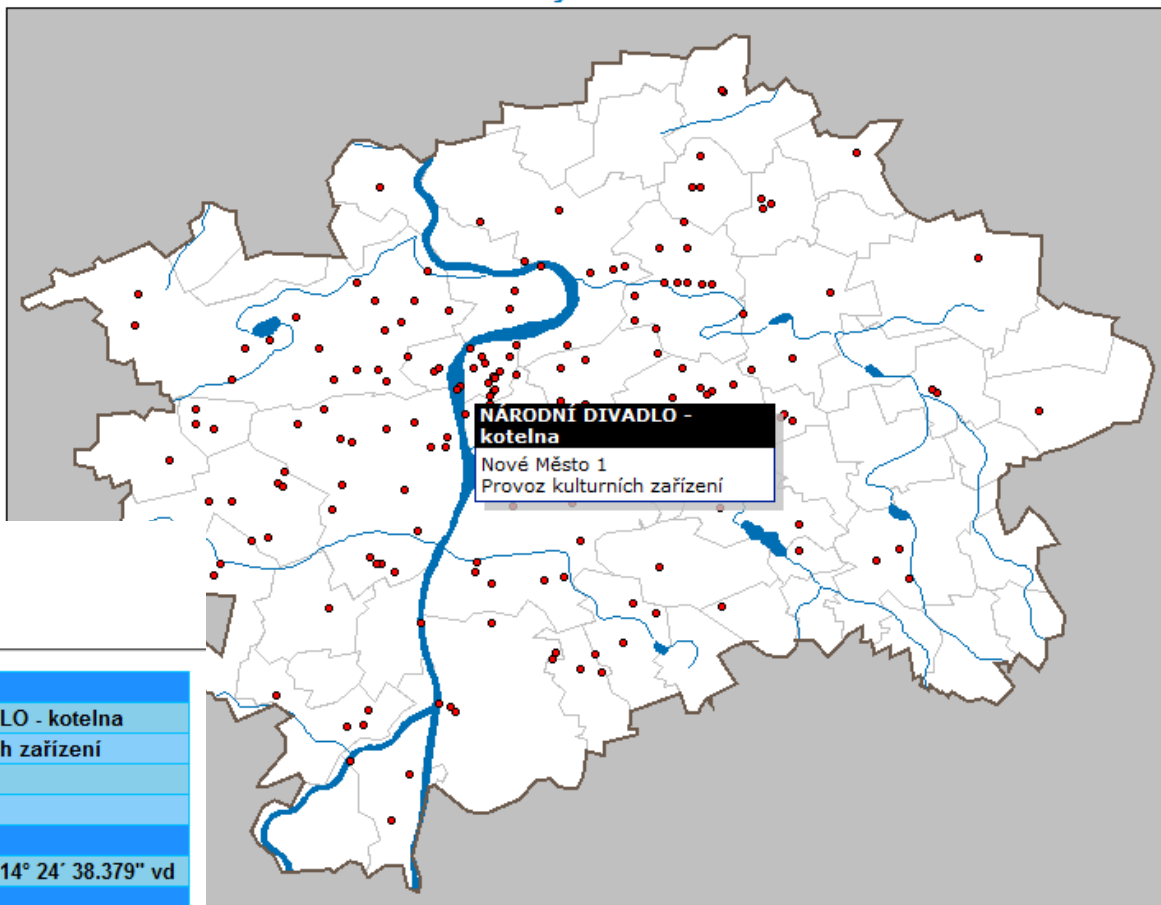 NÁRODNÍ DIVADLO -
kotelna
Nové Město 1
Provoz kulturních zařízení
LO - kotelna
h zařízení
14° 24´ 38.379" vd